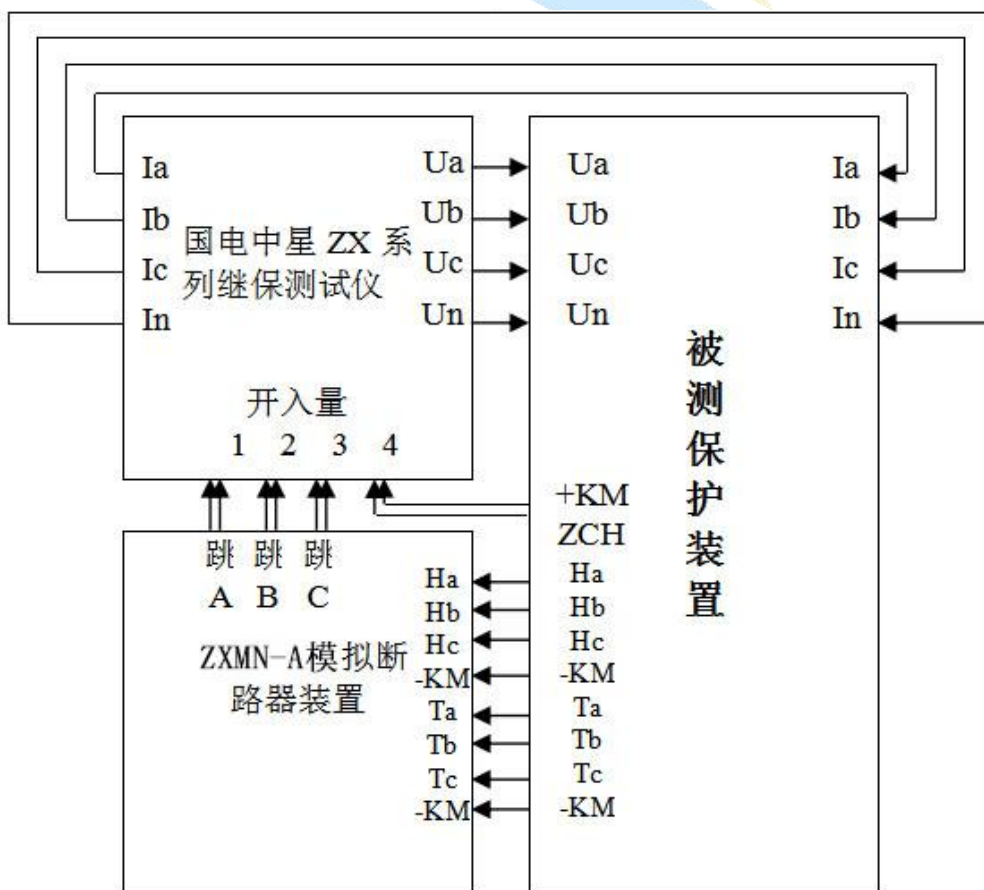 Ia
Ib
Ic
In
国电中星 ZX 系
列继保测试仪
Ua
Ub
Uc
Un
开入量
1 2 3 4
Ua
Ub
Uc
Un
Ia
Ib
Ic
In
被测保护装置
+KM
ZCH
Ha
Hb
Hc
-KM
Ta
Tb
Tc
-KM
跳 跳 跳
A B C
ZXMN-A模拟断
路器装置
Ha
Hb
Hc
-KM
Ta
Tb
Tc
-KM